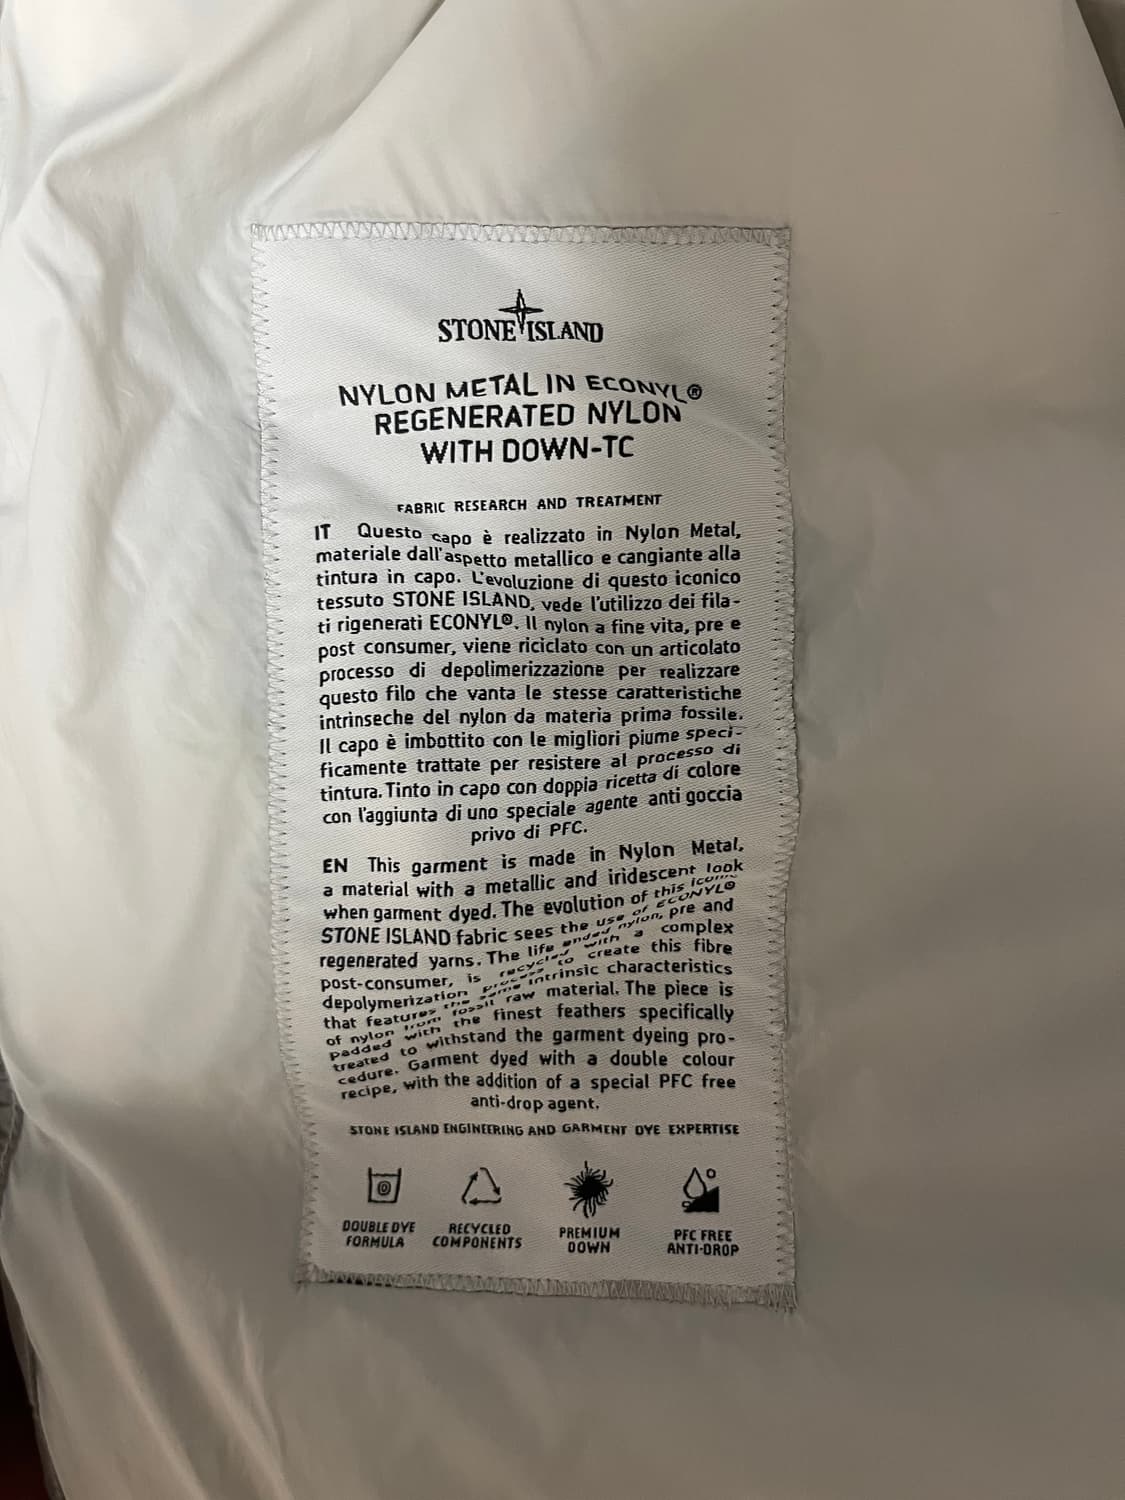 STONE ISLAND
NYLON METAL IN ECONYL®
REGENERATED NYLON
WITH DOWN-TC
FABRIC RESEARCH AND TREATMENT
IT Questo capo è realizzato in Nylon Metal,
materiale dall'aspetto metallico e cangiante alla
tintura in capo. L'evoluzione di questo iconico
tessuto STONE ISLAND, vede l'utilizzo dei fila-
ti rigenerati ECONYL®. Il nylon a fine vita, pre e
post consumer, viene riciclato con un articolato
processo di depolimerizzazione per realizzare
questo filo che vanta le stesse caratteristiche
intrinseche del nylon da materia prima fossile.
Il capo è imbottito con le migliori piume speci-
ficamente trattate per resistere al processo di
tintura. Tinto in capo con doppia ricetta di colore
con l'aggiunta di uno speciale agente anti goccia
privo di PFC.
EN This garment is made in Nylon Metal,
a material with a metallic and iridescent look
when garment dyed. The evolution of this iconic
STONE ISLAND fabric sees the use of ECONYL®
regenerated yarns. The life ended nylon, pre and
post-consumer, is recycled with a complex
depolymerization process to create this fibre
that features the same intrinsic characteristics
of nylon from fossil raw material. The piece is
padded with the finest feathers specifically
treated to withstand the garment dyeing pro-
cedure. Garment dyed with a double colour
recipe, with the addition of a special PFC free
anti-drop agent.
STONE ISLAND ENGINEERING AND GARMENT DYE EXPERTISE
DOUBLE DYE
FORMULA
RECYCLED
COMPONENTS
PREMIUM
DOWN
PFC FREE
ANTI-DROP